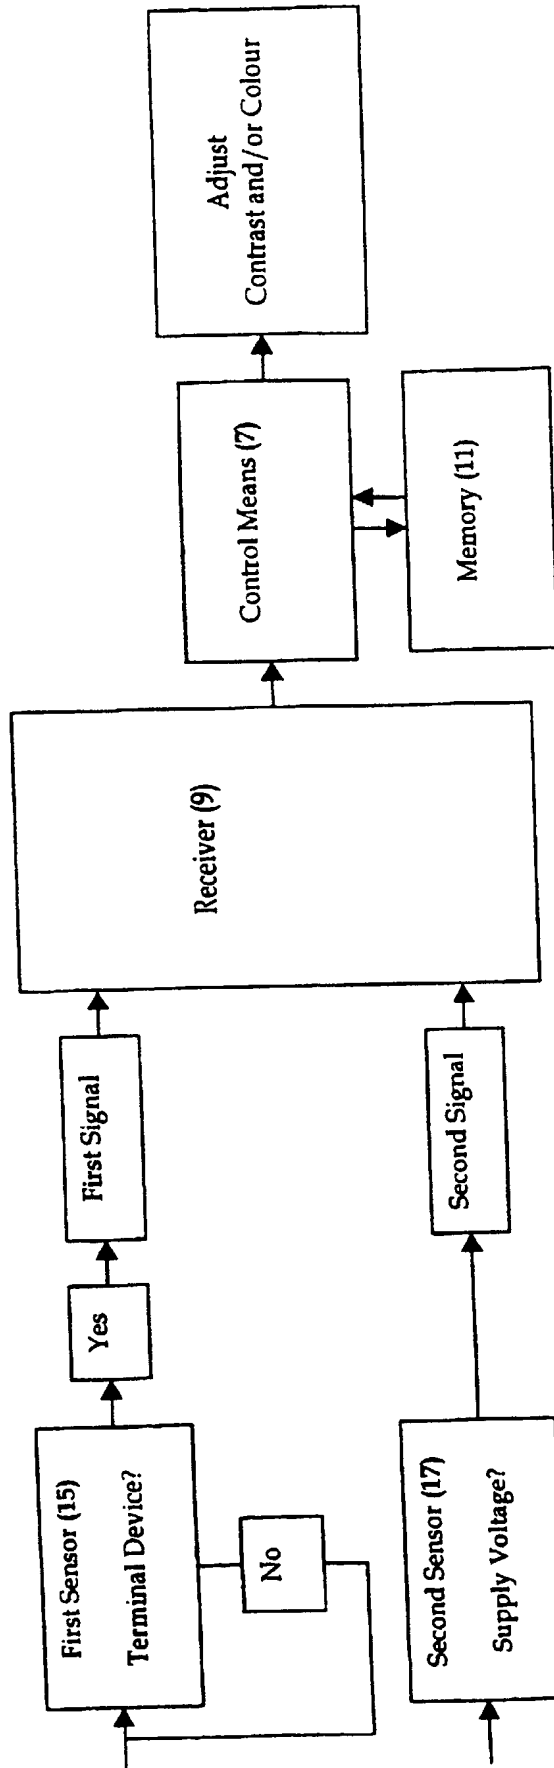 First Sensor (15)
Terminal Device?
Yes
No
First Signal
Second Sensor (17)
Supply Voltage?
Second Signal
Receiver (9)
Control Means (7)
Memory (11)
Adjust
Contrast and/or Colour